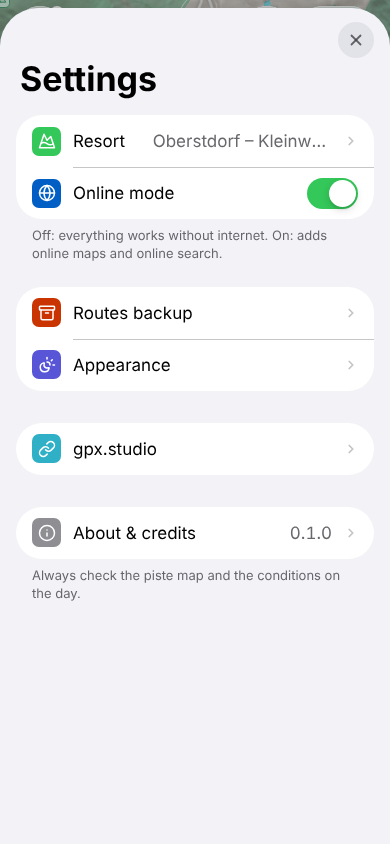 Settings
Resort Oberstdorf – Kleinw...
Online mode
Off: everything works without internet. On: adds
online maps and online search.
Routes backup
Appearance
gpx.studio
About & credits 0.1.0
Always check the piste map and the conditions on
the day.